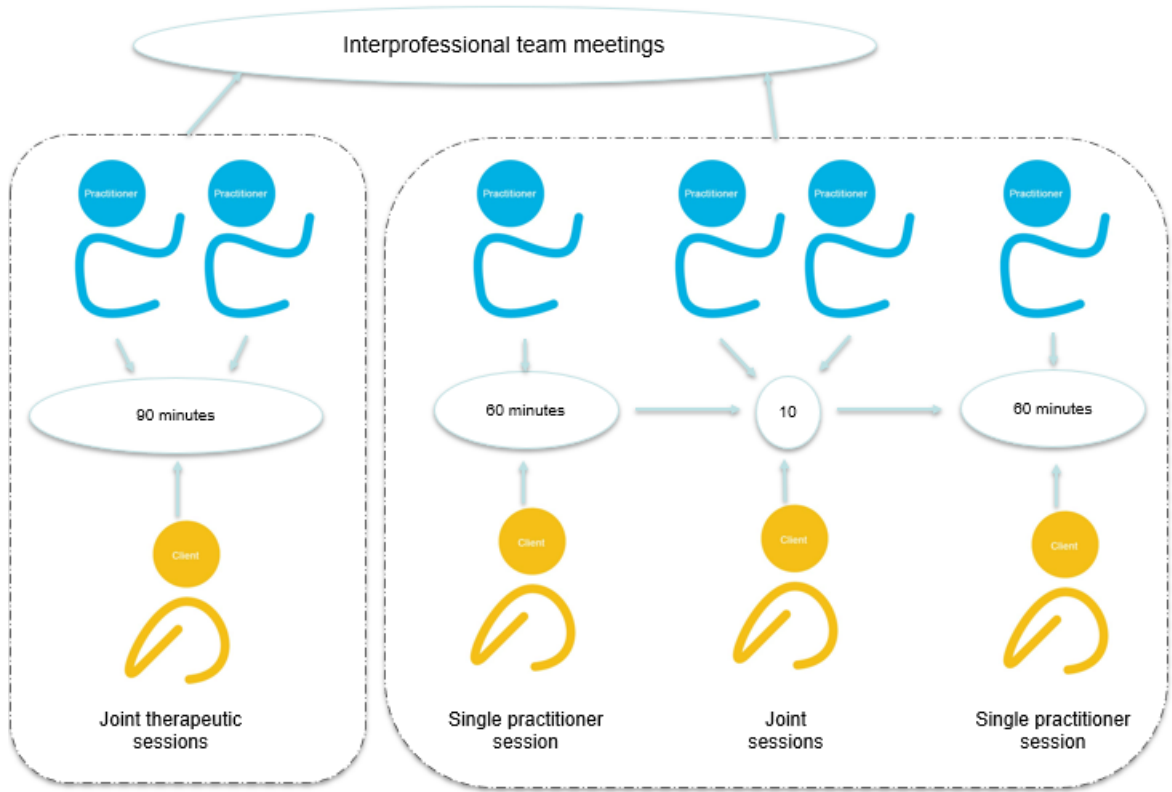 Interprofessional team meetings
Practitioner
Practitioner
Practitioner
Practitioner
Practitioner
Practitioner
90 minutes
60 minutes
10
60 minutes
Client
Client
Client
Client
Joint therapeutic
sessions
Single practitioner
session
Joint
sessions
Single practitioner
session